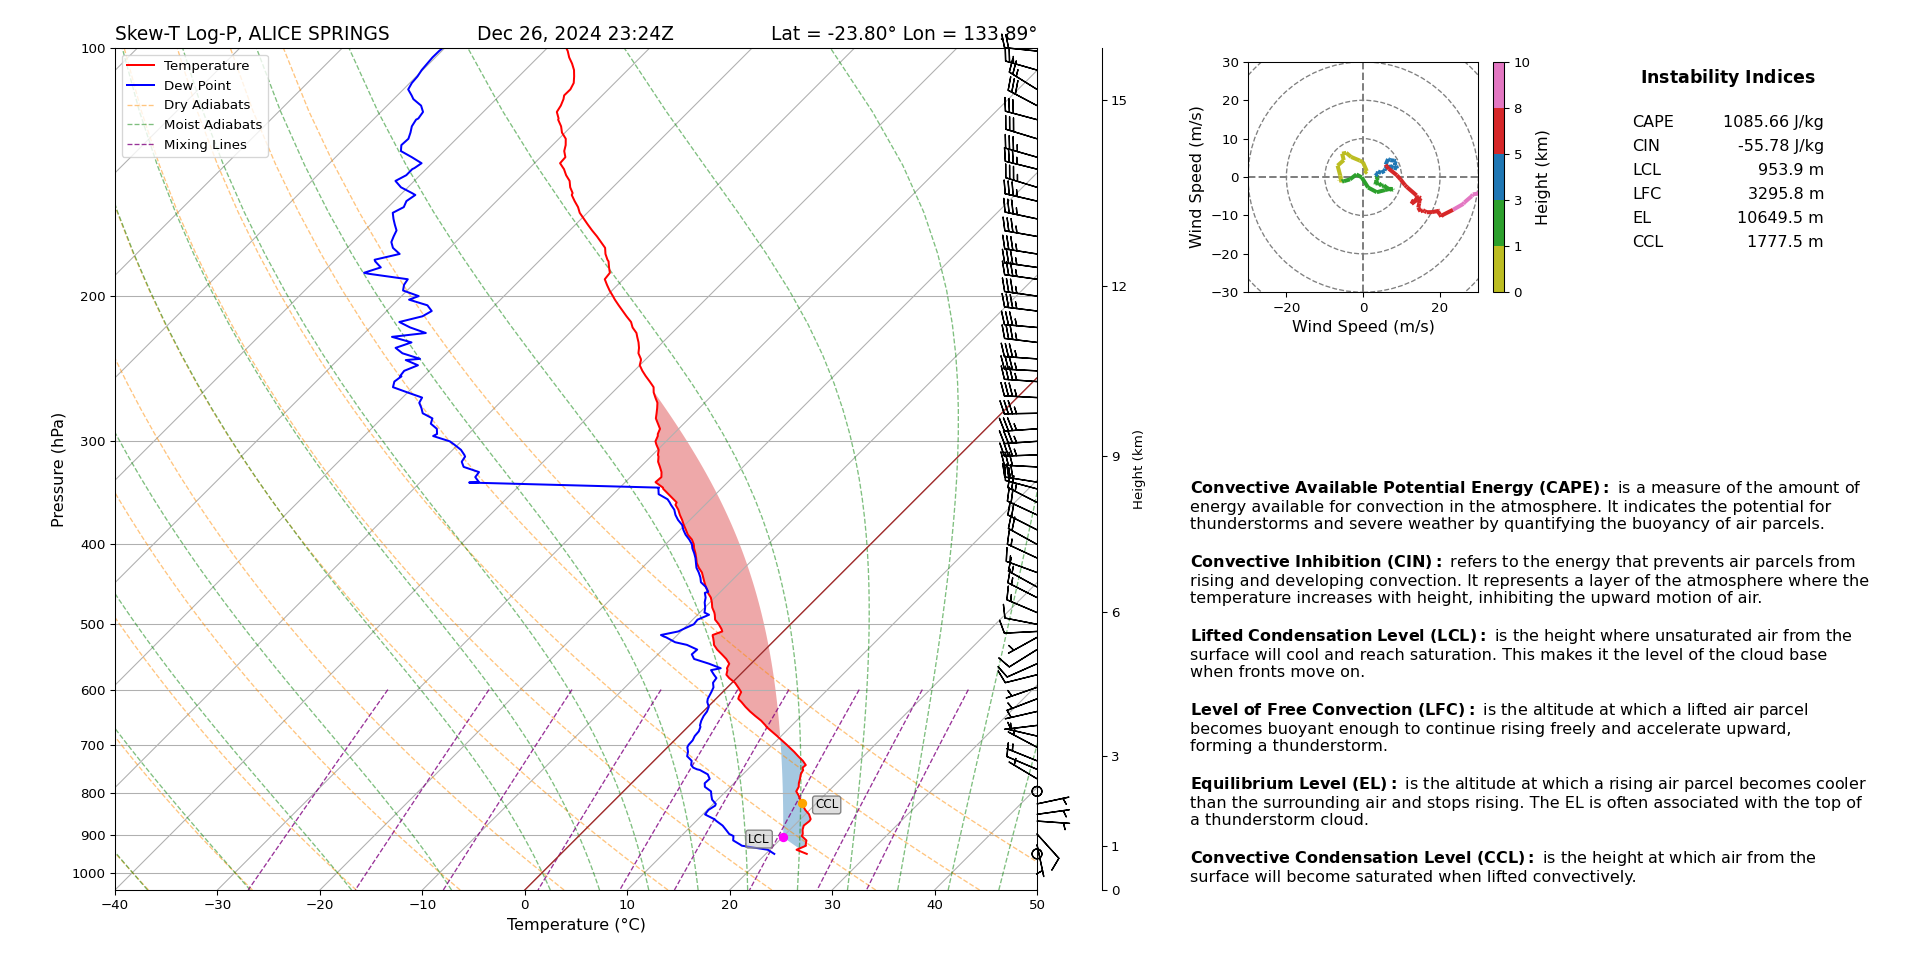 Skew-T Log-P, ALICE SPRINGS Dec 26, 2024 23:24Z Lat = -23.80° Lon = 133.89°
Temperature
Dew Point
Dry Adiabats
Moist Adiabats
Mixing Lines
100
200
300
400
500
600
700
800
900
1000
Pressure (hPa)
−40 −30 −20 −10 0 10 20 30 40 50
Temperature (°C)
LCL
CCL
15
12
9
6
3
1
0
Height (km)
30
20
10
0
−10
−20
−30
Wind Speed (m/s)
−20 0 20
Wind Speed (m/s)
10
8
5
3
1
0
Height (km)
Instability Indices
CAPE 1085.66 J/kg
CIN -55.78 J/kg
LCL 953.9 m
LFC 3295.8 m
EL 10649.5 m
CCL 1777.5 m
Convective Available Potential Energy (CAPE): is a measure of the amount of
energy available for convection in the atmosphere. It indicates the potential for
thunderstorms and severe weather by quantifying the buoyancy of air parcels.
Convective Inhibition (CIN): refers to the energy that prevents air parcels from
rising and developing convection. It represents a layer of the atmosphere where the
temperature increases with height, inhibiting the upward motion of air.
Lifted Condensation Level (LCL): is the height where unsaturated air from the
surface will cool and reach saturation. This makes it the level of the cloud base
when fronts move on.
Level of Free Convection (LFC): is the altitude at which a lifted air parcel
becomes buoyant enough to continue rising freely and accelerate upward,
forming a thunderstorm.
Equilibrium Level (EL): is the altitude at which a rising air parcel becomes cooler
than the surrounding air and stops rising. The EL is often associated with the top of
a thunderstorm cloud.
Convective Condensation Level (CCL): is the height at which air from the
surface will become saturated when lifted convectively.